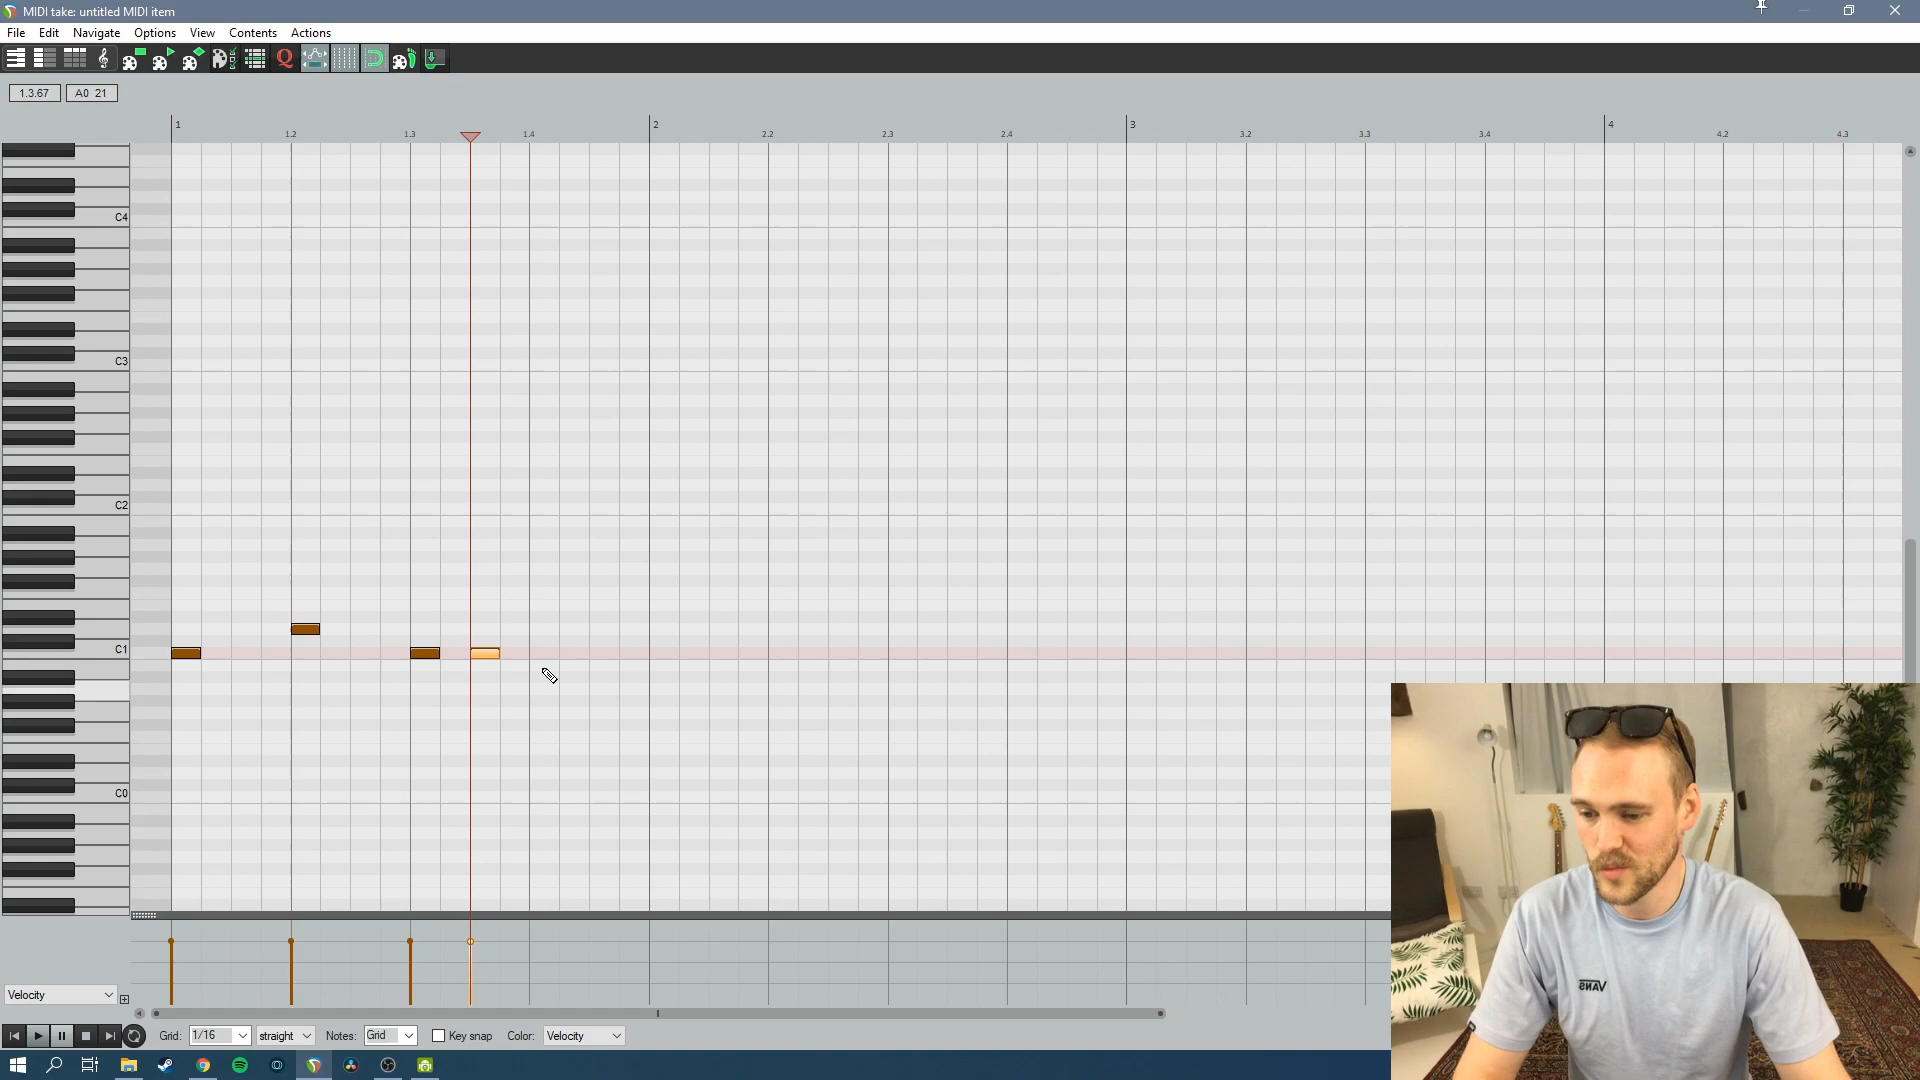 MIDI take: untitled MIDI item
File Edit Navigate Options View Contents Actions
Q
1.3.67 A0 21
1 2 3 4
1.2 1.3 1.4 2.2 2.3 2.4 3.2 3.3 3.4 4.2 4.3
C4
C3
C2
C1
C0
VANS
Velocity
Grid: 1/16 straight Notes: Grid Key snap Color: Velocity